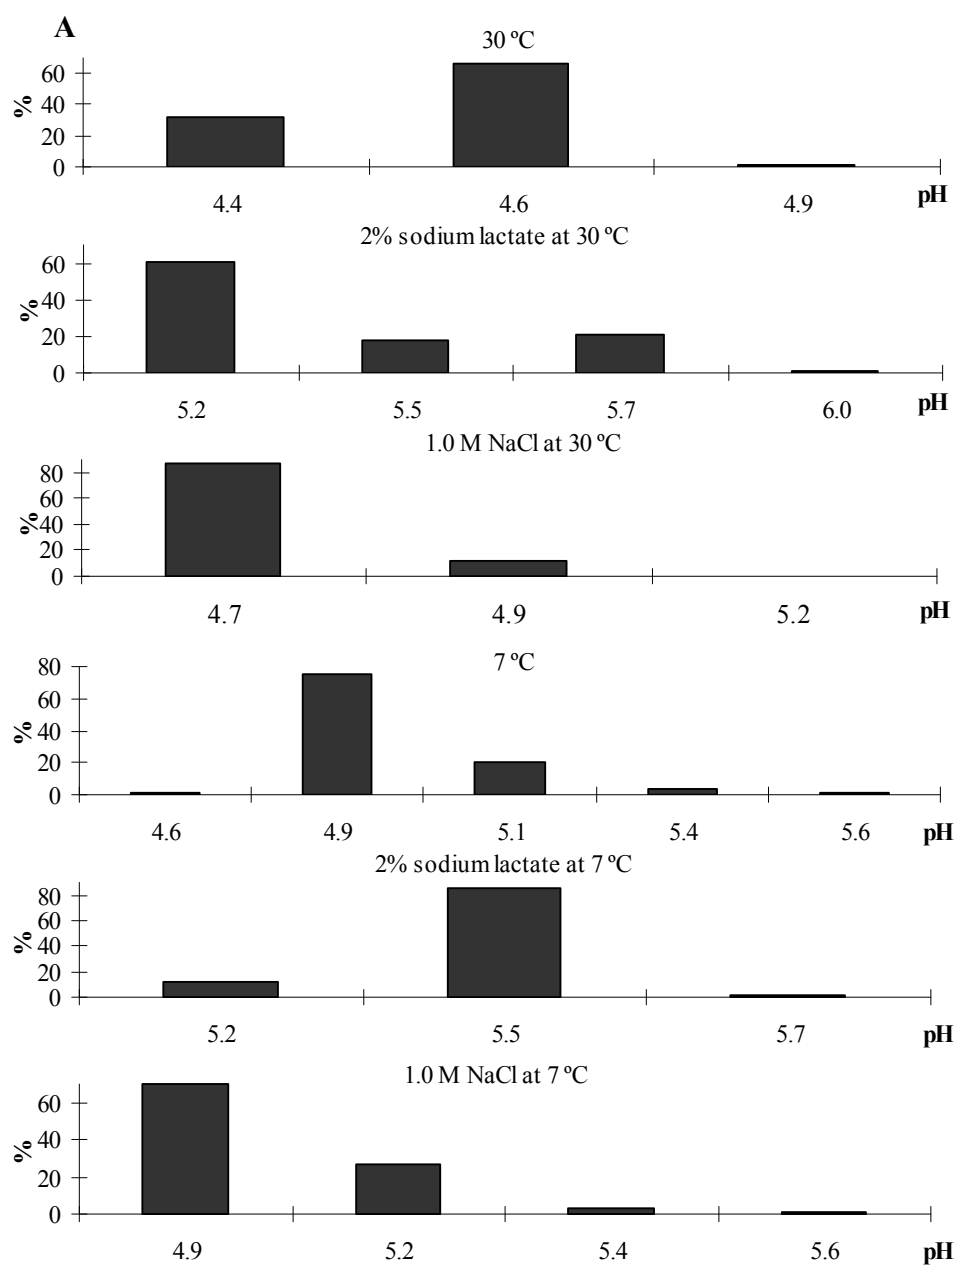 A
30 ºC
60
40
20
0
%
4.4 4.6 4.9 pH
2% sodium lactate at 30 ºC
60
40
20
0
%
5.2 5.5 5.7 6.0 pH
1.0 M NaCl at 30 ºC
80
60
40
20
0
%
4.7 4.9 5.2 pH
7 ºC
80
60
40
20
0
%
4.6 4.9 5.1 5.4 5.6 pH
2% sodium lactate at 7 ºC
80
60
40
20
0
%
5.2 5.5 5.7 pH
1.0 M NaCl at 7 ºC
60
40
20
0
%
4.9 5.2 5.4 5.6 pH